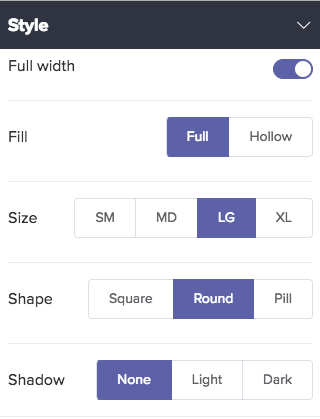 Style
Full width
Fill Full Hollow
Size SM MD LG XL
Shape Square Round Pill
Shadow None Light Dark